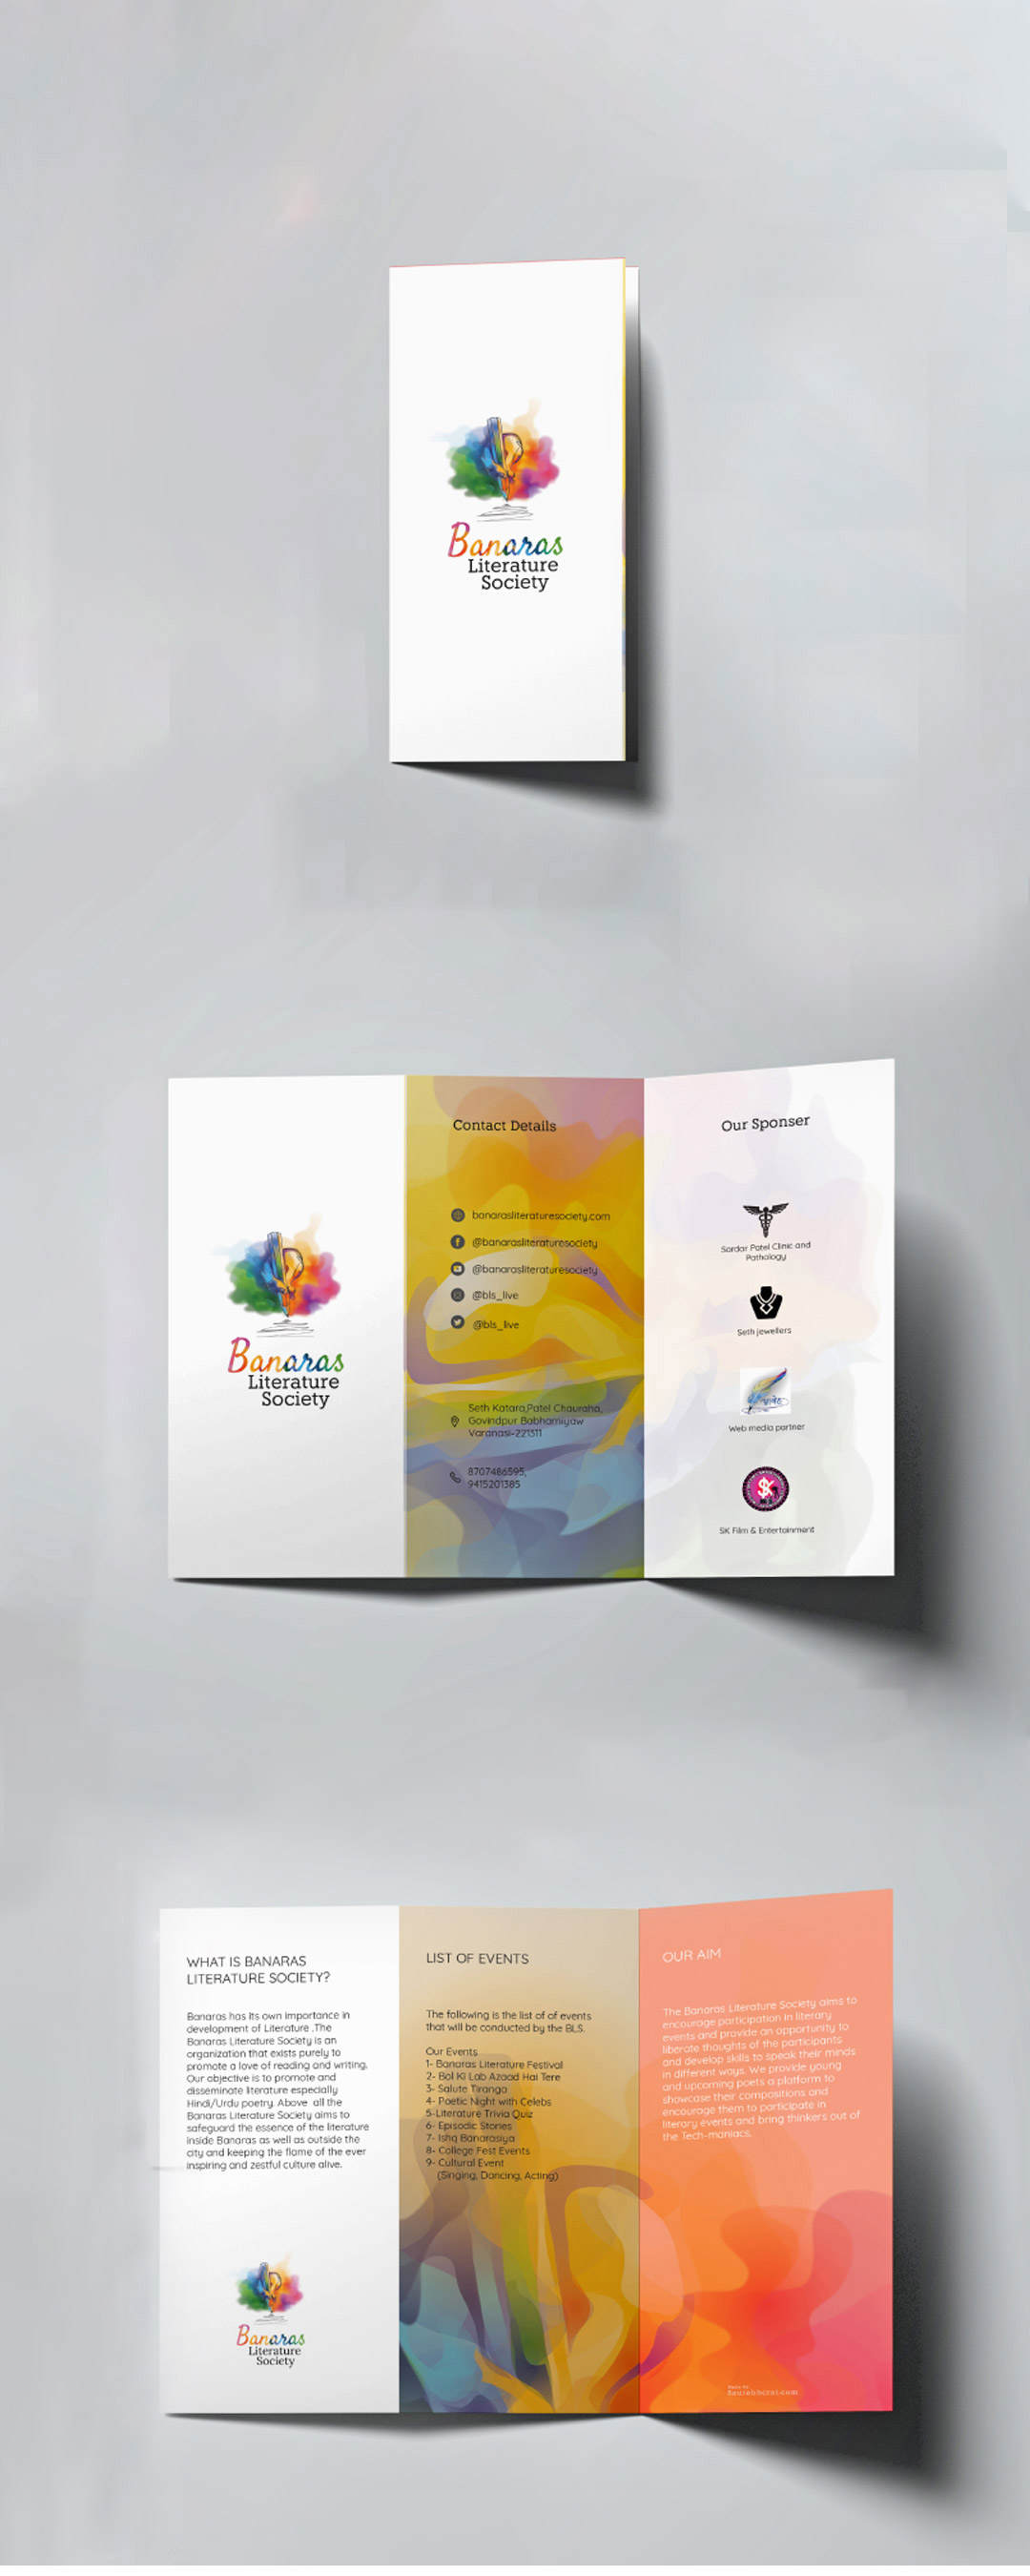 Banaras
Literature
Society
Banaras
Literature
Society
Contact Details
banarasliteraturesociety.com
@banarasliteraturesociety
@banarasliteraturesociety
@bls_live
@bls_live
Seth Katara,Patel Chauraha,
Govindpur Babhamiyaw
Varanasi-221311
8707486595,
9415201385
Our Sponser
Sardar Patel Clinic and
Pathology
Seth jewellers
Web media partner
SK
SK Film & Entertainment
WHAT IS BANARAS
LITERATURE SOCIETY?
Banaras has its own importance in
development of Literature .The
Banaras Literature Society is an
organization that exists purely to
promote a love of reading and writing.
Our objective is to promote and
disseminate literature especially
Hindi/Urdu poetry. Above all the
Banaras Literature Society aims to
safeguard the essence of the literature
inside Banaras as well as outside the
city and keeping the flame of the ever
inspiring and zestful culture alive.
Banaras
Literature
Society
LIST OF EVENTS
The following is the list of of events
that will be conducted by the BLS.
Our Events
1- Banaras Literature Festival
2- Bol Ki Lab Azaad Hai Tere
3- Salute Tiranga
4- Poetic Night with Celebs
5-Literature Trivia Quiz
6- Episodic Stories
7- Ishq Banarasiya
8- College Fest Events
9- Cultural Event
(Singing, Dancing, Acting)
OUR AIM
The Banaras Literature Society aims to
encourage participation in literary
events and provide an opportunity to
liberate thoughts of the participants
and develop skills to speak their minds
in different ways. We provide young
and upcoming poets a platform to
showcase their compositions and
encourage them to participate in
literary events and bring thinkers out of
the Tech-maniacs.